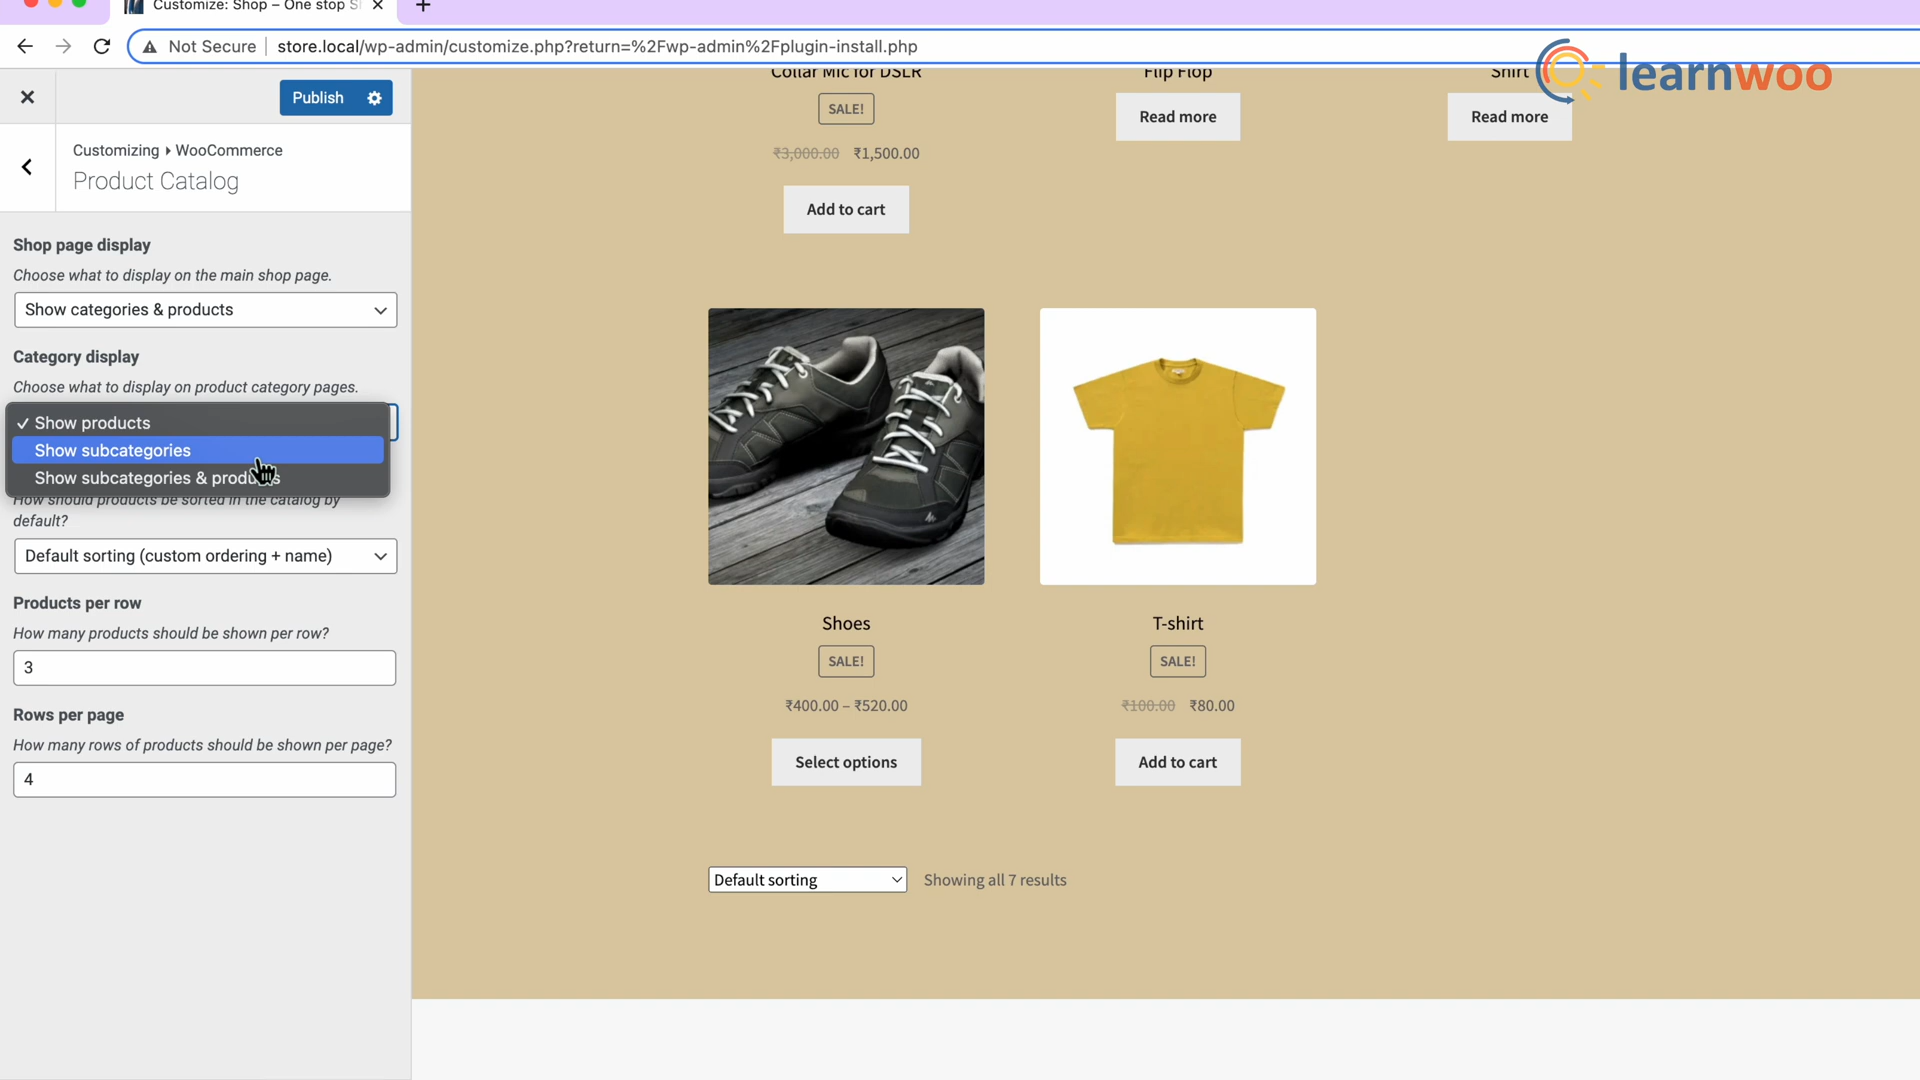 Customize: Shop – One stop S
Not Secure
store.local/wp-admin/customize.php?return=%2Fwp-admin%2Fplugin-install.php
learnwoo
Publish
Customizing ▸ WooCommerce
Product Catalog
Shop page display
Choose what to display on the main shop page.
Show categories & products
Category display
Choose what to display on product category pages.
✓ Show products
Show subcategories
Show subcategories & products
How should products be sorted in the catalog by
default?
Default sorting (custom ordering + name)
Products per row
How many products should be shown per row?
3
Rows per page
How many rows of products should be shown per page?
4
Collar Mic for DSLR
SALE!
₹3,000.00 ₹1,500.00
Add to cart
Flip Flop
Read more
Shirt
Read more
Shoes
SALE!
₹400.00 – ₹520.00
Select options
T-shirt
SALE!
₹100.00 ₹80.00
Add to cart
Default sorting
Showing all 7 results